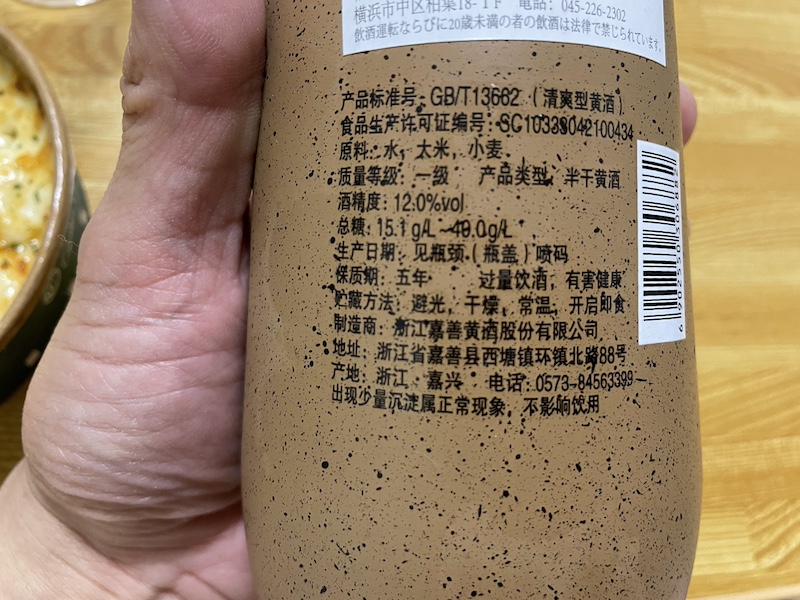 横浜市中区相葉18-1F 電話：045-226-2302
飲酒運転ならびに20歳未満の者の飲酒は法律で禁じられています。
产品标准号：GB/T13662（清爽型黄酒）
食品生产许可证编号：SC10333042100434
原料：水，大米，小麦
质量等级：一级 产品类型：半干黄酒
酒精度：12.0%vol
总糖：15.1g/L~40.0g/L
生产日期：见瓶颈（瓶盖）喷码
保质期：五年 过量饮酒，有害健康
贮藏方法：避光，干燥，常温，开启即食
制造商：浙江嘉善黄酒股份有限公司
地址：浙江省嘉善县西塘镇环镇北路88号
产地：浙江·嘉兴 电话：0573-84563399
出现少量沉淀属正常现象，不影响饮用